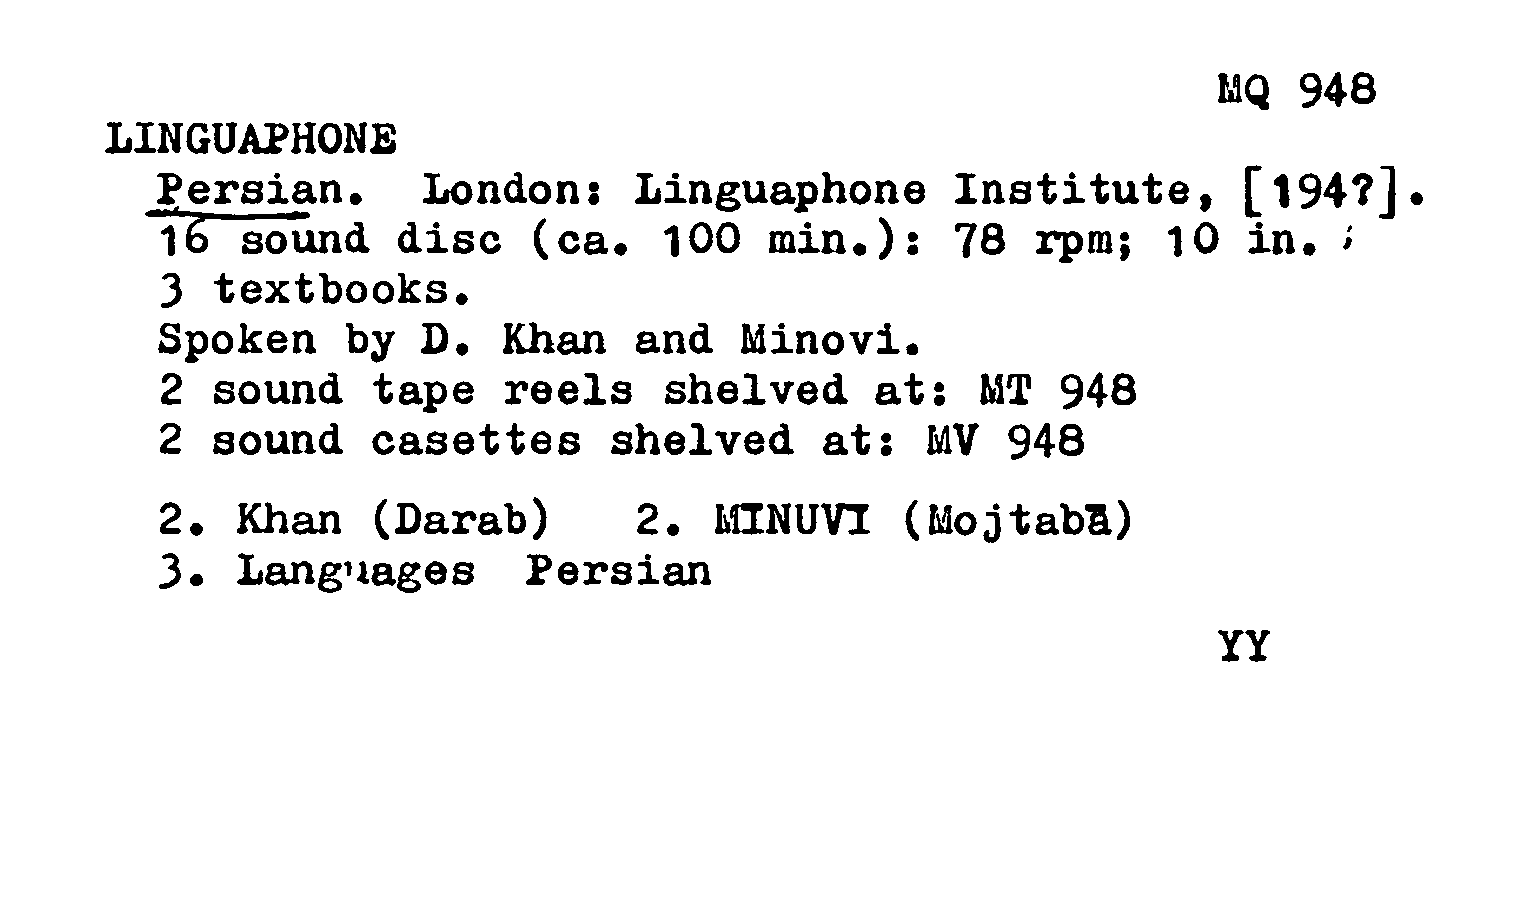 MQ 948
LINGUAPHONE
Persian. London: Linguaphone Institute, [194?].
16 sound disc (ca. 100 min.): 78 rpm; 10 in. ;
3 textbooks.
Spoken by D. Khan and Minovi.
2 sound tape reels shelved at: MT 948
2 sound casettes shelved at: MV 948
2. Khan (Darab) 2. MINUVI (Mojtabā)
3. Languages Persian
YY